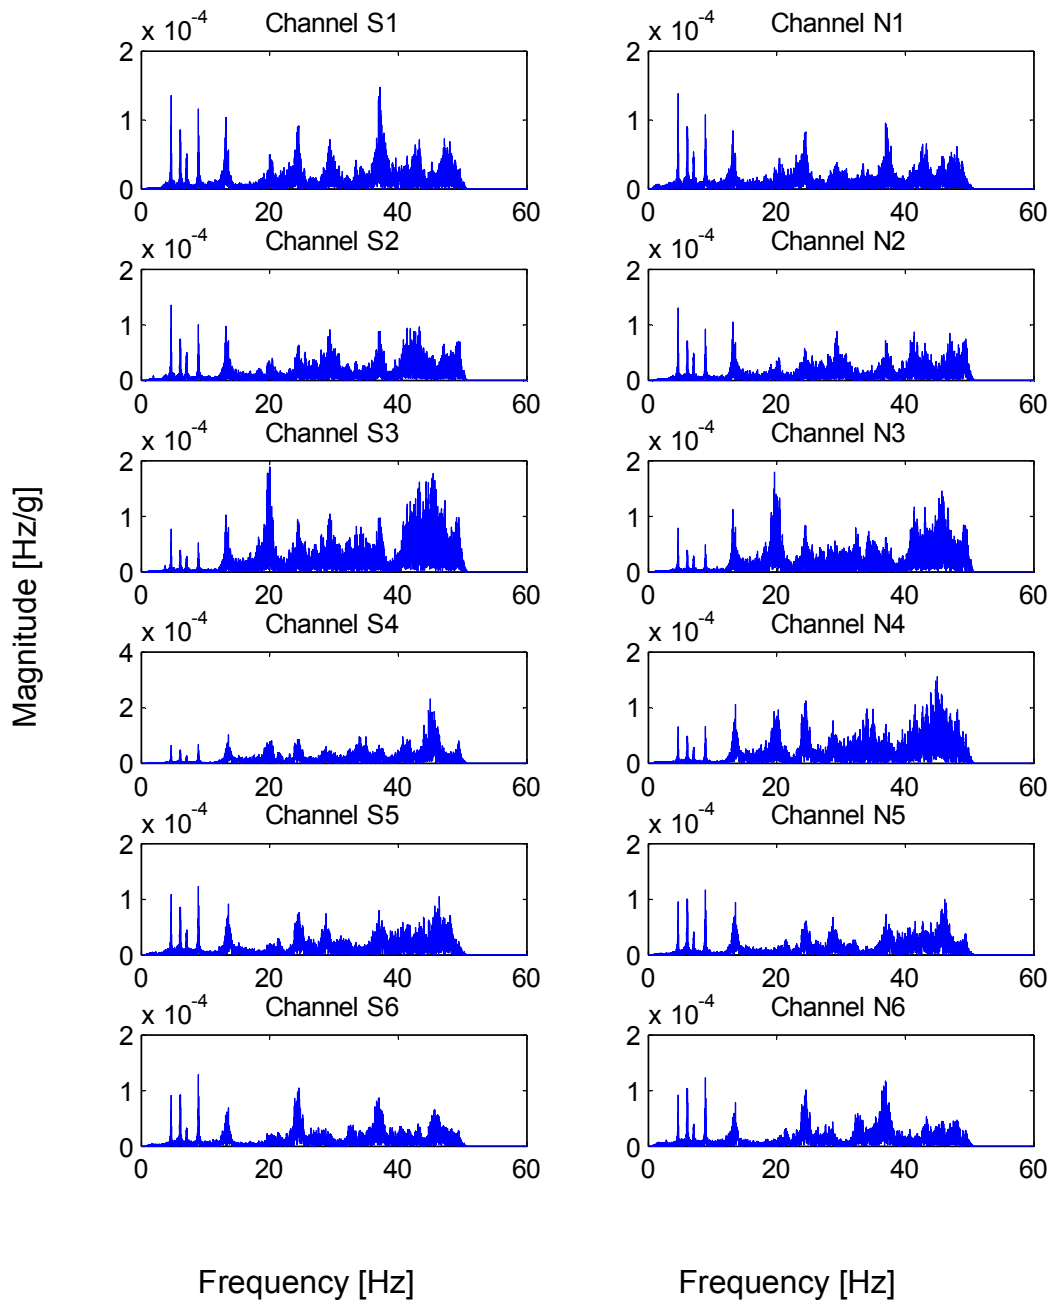 x 10-4 Channel S1
2
1
0
0 20 40 60
x 10-4 Channel N1
2
1
0
0 20 40 60
x 10-4 Channel S2
2
1
0
0 20 40 60
x 10-4 Channel N2
2
1
0
0 20 40 60
x 10-4 Channel S3
2
1
0
0 20 40 60
x 10-4 Channel N3
2
1
0
0 20 40 60
Magnitude [Hz/g]
x 10-4 Channel S4
4
2
0
0 20 40 60
x 10-4 Channel N4
2
1
0
0 20 40 60
x 10-4 Channel S5
2
1
0
0 20 40 60
x 10-4 Channel N5
2
1
0
0 20 40 60
x 10-4 Channel S6
2
1
0
0 20 40 60
x 10-4 Channel N6
2
1
0
0 20 40 60
Frequency [Hz]
Frequency [Hz]